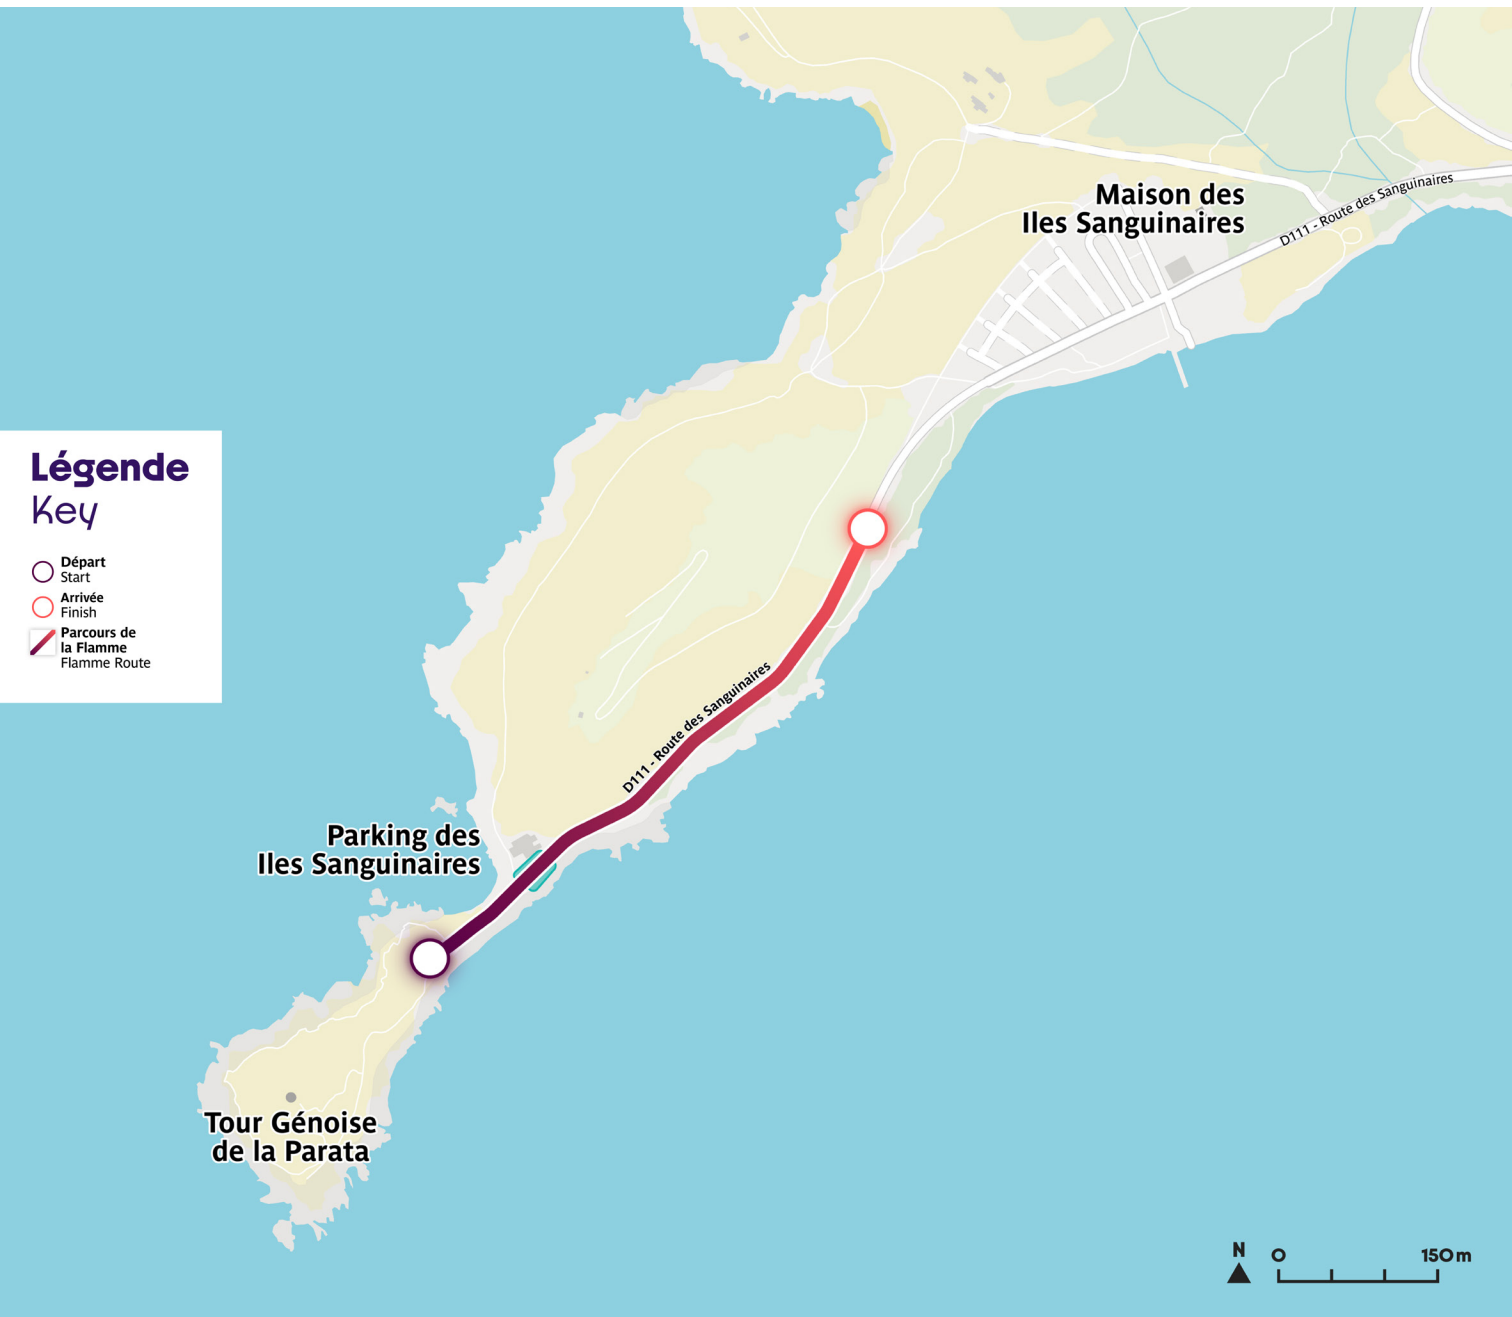 Maison des
Iles Sanguinaires
D111 - Route des Sanguinaires
Légende
Key
Départ
Start
Arrivée
Finish
Parcours de
la Flamme
Flamme Route
D111 - Route des Sanguinaires
Parking des
Iles Sanguinaires
Tour Génoise
de la Parata
N 0 150m